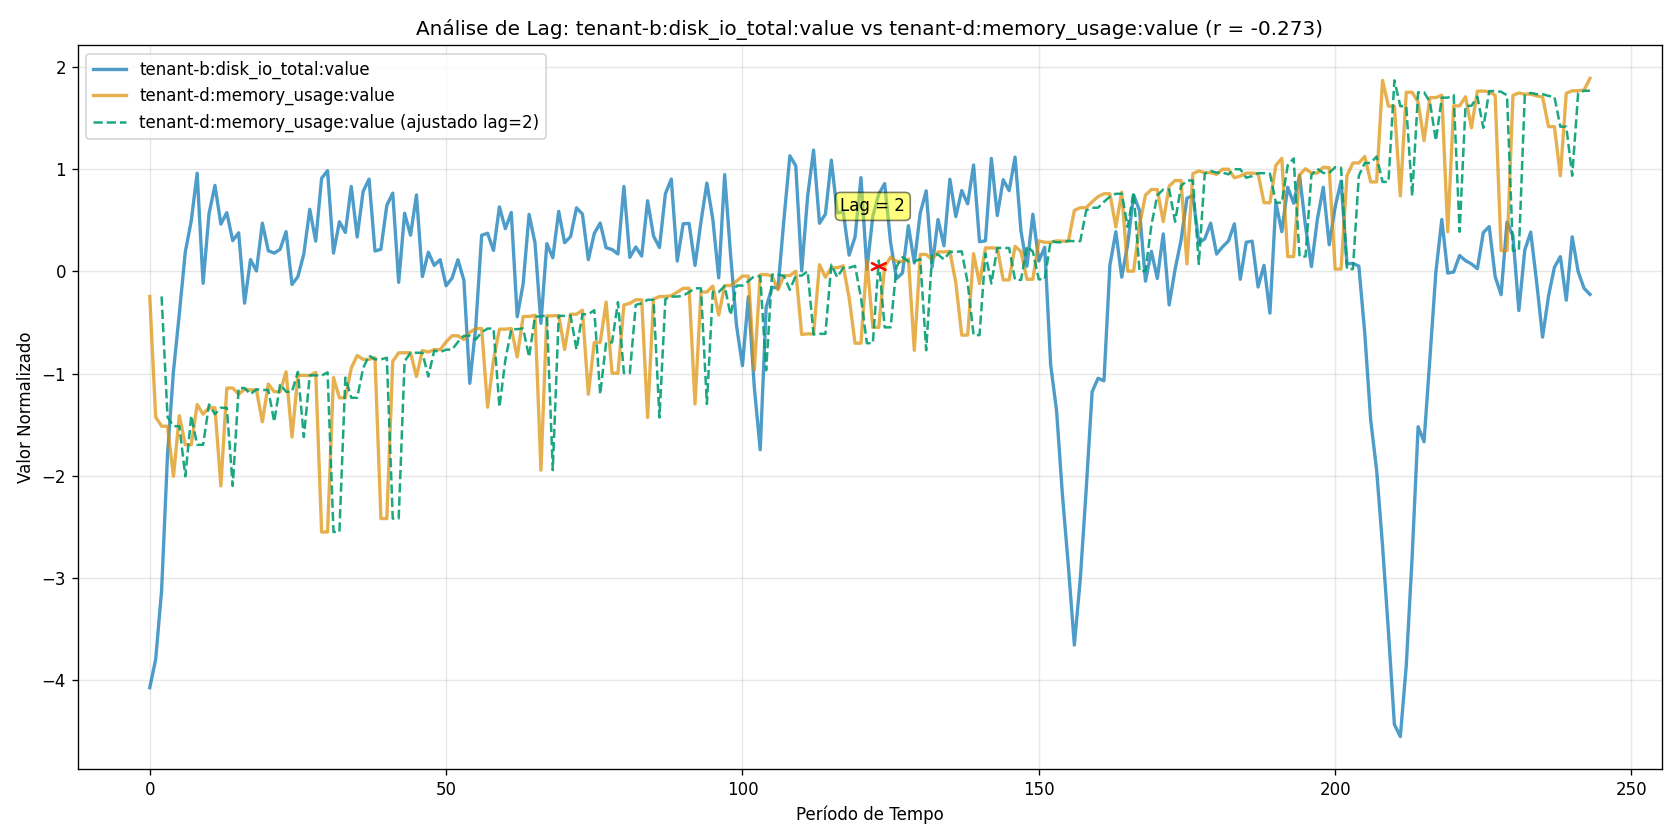 Análise de Lag: tenant-b:disk_io_total:value vs tenant-d:memory_usage:value (r = -0.273)
tenant-b:disk_io_total:value
tenant-d:memory_usage:value
tenant-d:memory_usage:value (ajustado lag=2)
Lag = 2
Valor Normalizado
2
1
0
−1
−2
−3
−4
0
50
100
150
200
250
Período de Tempo